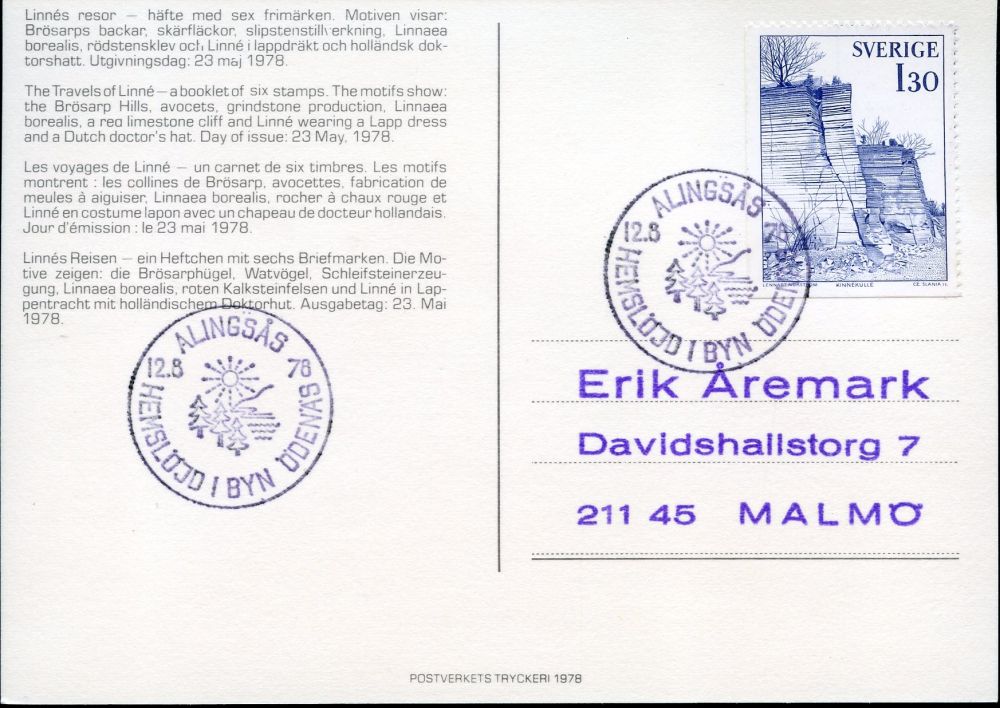 Linnés resor – häfte med sex frimärken. Motiven visar:
Brösarps backar, skärfläckor, slipstenstillverkning, Linnaea
borealis, rödstensklev och Linné i lappdräkt och holländsk dok-
torshatt. Utgivningsdag: 23 maj 1978.
The Travels of Linné – a booklet of six stamps. The motifs show:
the Brösarp Hills, avocets, grindstone production, Linnaea
borealis, a red limestone cliff and Linné wearing a Lapp dress
and a Dutch doctor's hat. Day of issue: 23 May, 1978.
Les voyages de Linné – un carnet de six timbres. Les motifs
montrent : les collines de Brösarp, avocettes, fabrication de
meules à aiguiser, Linnaea borealis, rocher à chaux rouge et
Linné en costume lapon avec un chapeau de docteur hollandais.
Jour d'émission : le 23 mai 1978.
Linnés Reisen – ein Heftchen mit sechs Briefmarken. Die Mo-
tive zeigen: die Brösarphügel, Watvögel, Schleifsteinerzeu-
gung, Linnaea borealis, roten Kalksteinfelsen und Linné in Lap-
pentracht mit holländischem Doktorhut. Ausgabetag: 23. Mai
1978.
ALINGSÅS
12.8 78
HEMSLÖJD I BYN ÖDENÄS
SVERIGE
130
LENNART NORSTRÖM KINNEKULLE CZ. SLANIA SC.
ALINGSÅS
12.8 78
HEMSLÖJD I BYN ÖDENÄS
Erik Åremark
Davidshallstorg 7
211 45 MALMÖ
POSTVERKETS TRYCKERI 1978